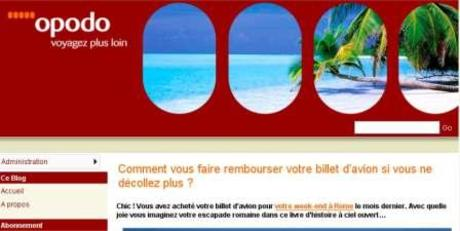 opodo
voyagez plus loin
Go
Administration
Ce Blog
Accueil
A propos
Abonnement
Comment vous faire rembourser votre billet d'avion si vous ne
décollez plus ?
Chic ! Vous avez acheté votre billet d'avion pour votre week-end à Rome le mois dernier. Avec quelle
joie vous imaginez votre escapade romaine dans ce livre d'histoire à ciel ouvert...